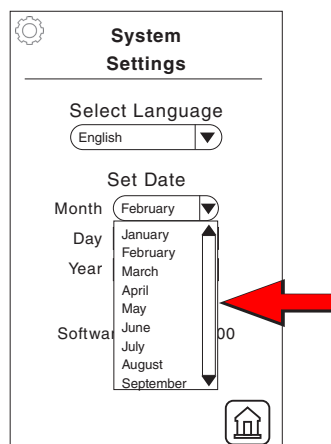 System
Settings
Select Language
English
Set Date
Month February
Day January
February
Year March
April
May
Softwar June 00
July
August
September